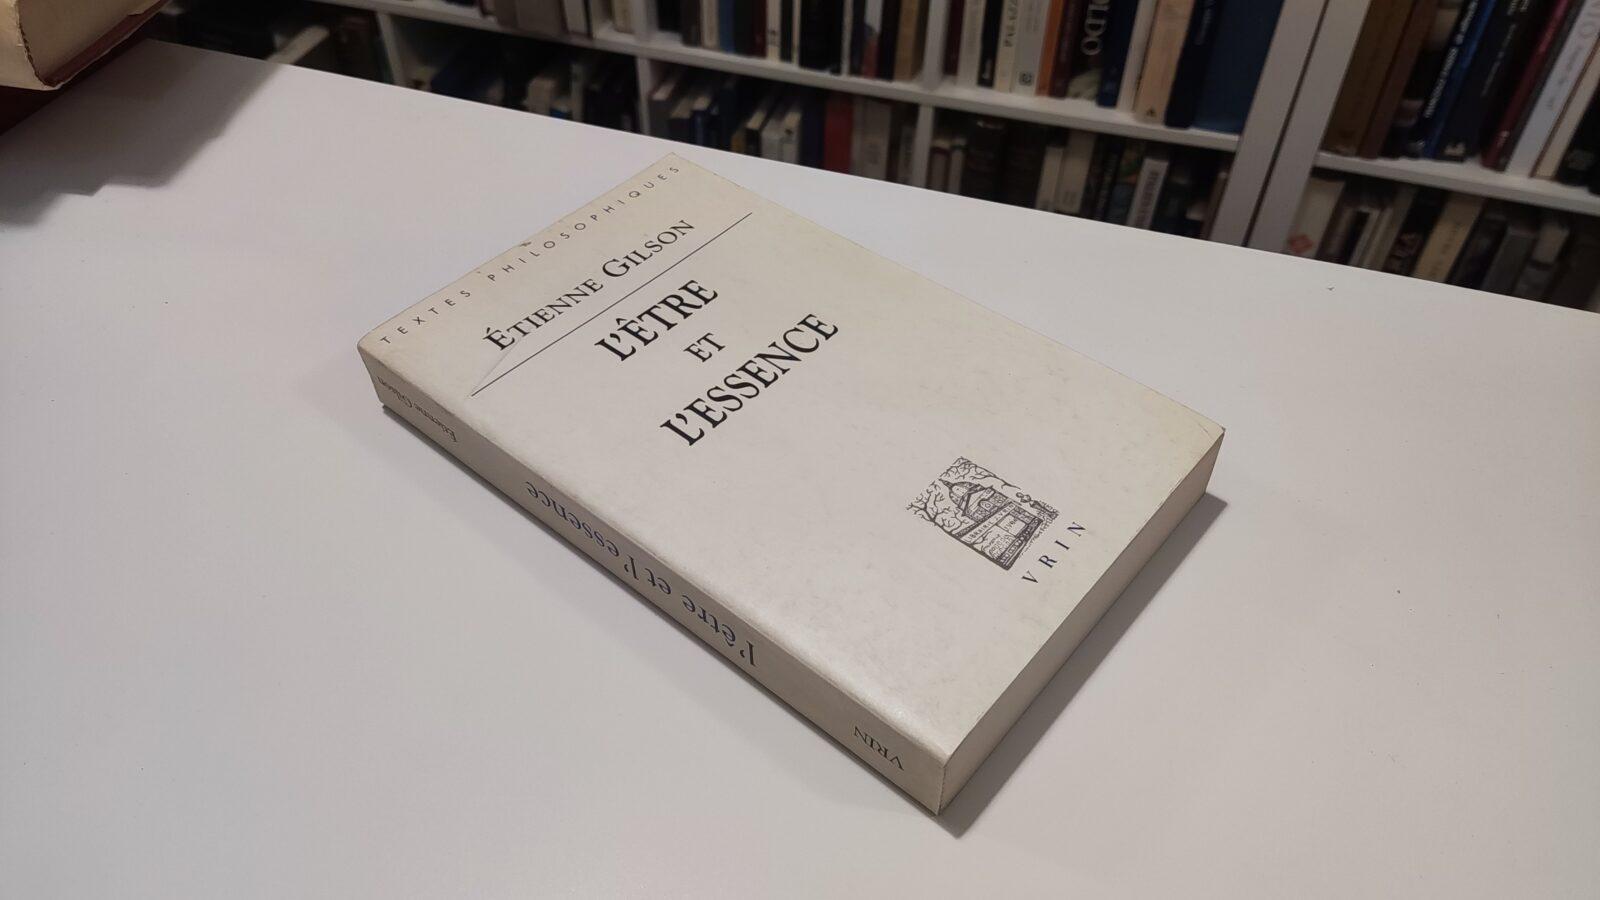 TEXTES PHILOSOPHIQUES
ÉTIENNE GILSON
L'ÊTRE
ET
L'ESSENCE
VRIN
Étienne Gilson
l'être et l'essence
VRIN